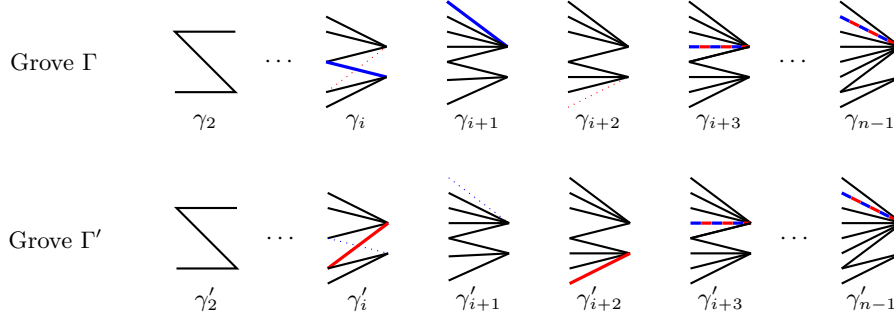 Grove Γ ... ...
γ₂ γᵢ γᵢ₊₁ γᵢ₊₂ γᵢ₊₃ γₙ₋₁
Grove Γ′ ... ...
γ′₂ γ′ᵢ γ′ᵢ₊₁ γ′ᵢ₊₂ γ′ᵢ₊₃ γ′ₙ₋₁